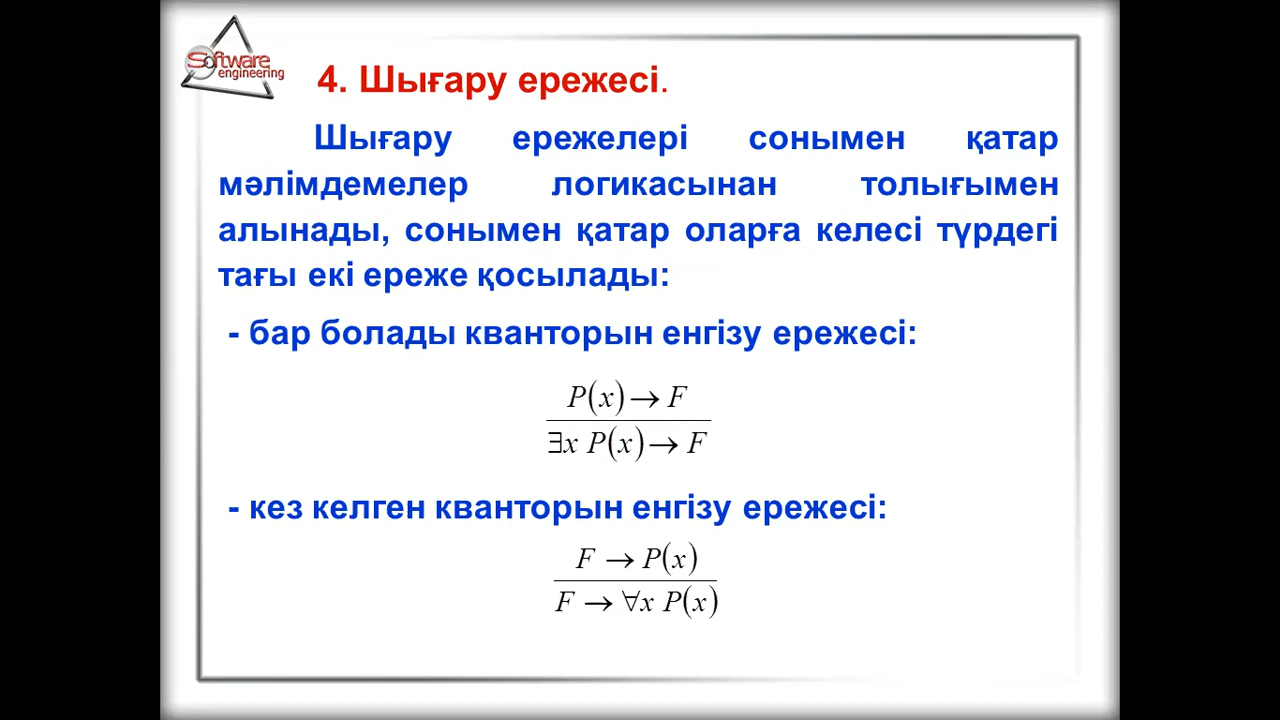 Software
engineering
4. Шығару ережесі.
Шығару ережелері сонымен қатар
мәлімдемелер логикасынан толығымен
алынады, сонымен қатар оларға келесі түрдегі
тағы екі ереже қосылады:
- бар болады кванторын енгізу ережесі:
P(x) → F
∃x P(x) → F
- кез келген кванторын енгізу ережесі:
F → P(x)
F → ∀x P(x)